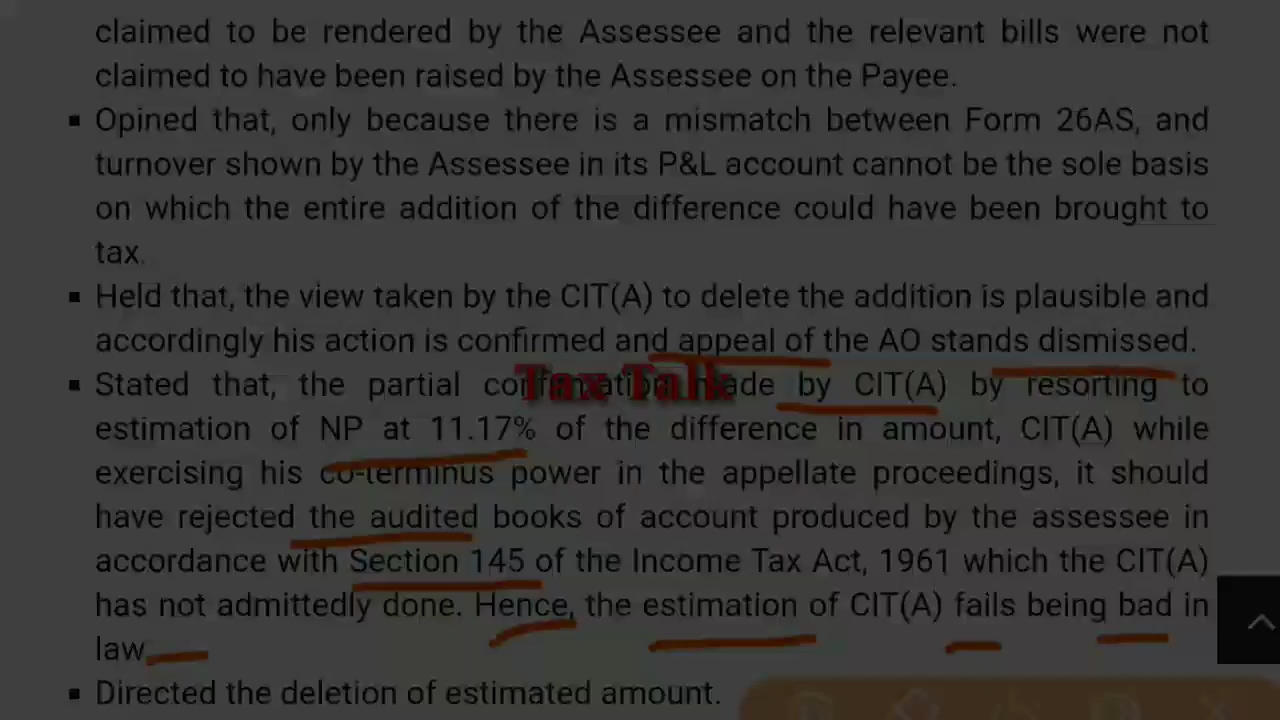 claimed to be rendered by the Assessee and the relevant bills were not
claimed to have been raised by the Assessee on the Payee.
▪ Opined that, only because there is a mismatch between Form 26AS, and
turnover shown by the Assessee in its P&L account cannot be the sole basis
on which the entire addition of the difference could have been brought to
tax.
▪ Held that, the view taken by the CIT(A) to delete the addition is plausible and
accordingly his action is confirmed and appeal of the AO stands dismissed.
▪ Stated that, the partial confirmation made by CIT(A) by resorting to
Tax Talk
estimation of NP at 11.17% of the difference in amount, CIT(A) while
exercising his co-terminus power in the appellate proceedings, it should
have rejected the audited books of account produced by the assessee in
accordance with Section 145 of the Income Tax Act, 1961 which the CIT(A)
has not admittedly done. Hence, the estimation of CIT(A) fails being bad in
law
▪ Directed the deletion of estimated amount.